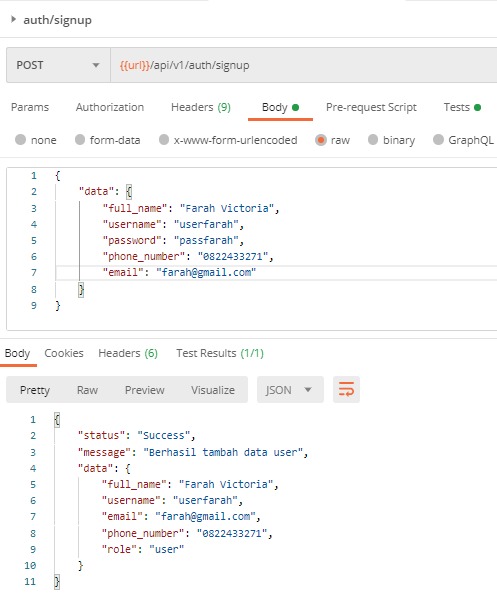 auth/signup
POST {{url}}/api/v1/auth/signup
Params Authorization Headers (9) Body Pre-request Script Tests
none form-data x-www-form-urlencoded raw binary GraphQL
1 {
2 "data": {
3 "full_name": "Farah Victoria",
4 "username": "userfarah",
5 "password": "passfarah",
6 "phone_number": "0822433271",
7 "email": "farah@gmail.com"
8 }
9 }
Body Cookies Headers (6) Test Results (1/1)
Pretty Raw Preview Visualize JSON
1 {
2 "status": "Success",
3 "message": "Berhasil tambah data user",
4 "data": {
5 "full_name": "Farah Victoria",
6 "username": "userfarah",
7 "email": "farah@gmail.com",
8 "phone_number": "0822433271",
9 "role": "user"
10 }
11 }